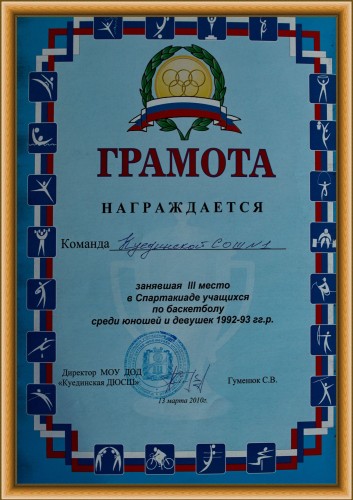 ГРАМОТА
НАГРАЖДАЕТСЯ
Команда Куединской СОШ №1
занявшая III место
в Спартакиаде учащихся
по баскетболу
среди юношей и девушек 1992-93 гг.р.
Директор МОУ ДОД
«Куединская ДЮСШ»
Гуменюк С.В.
13 марта 2010г.